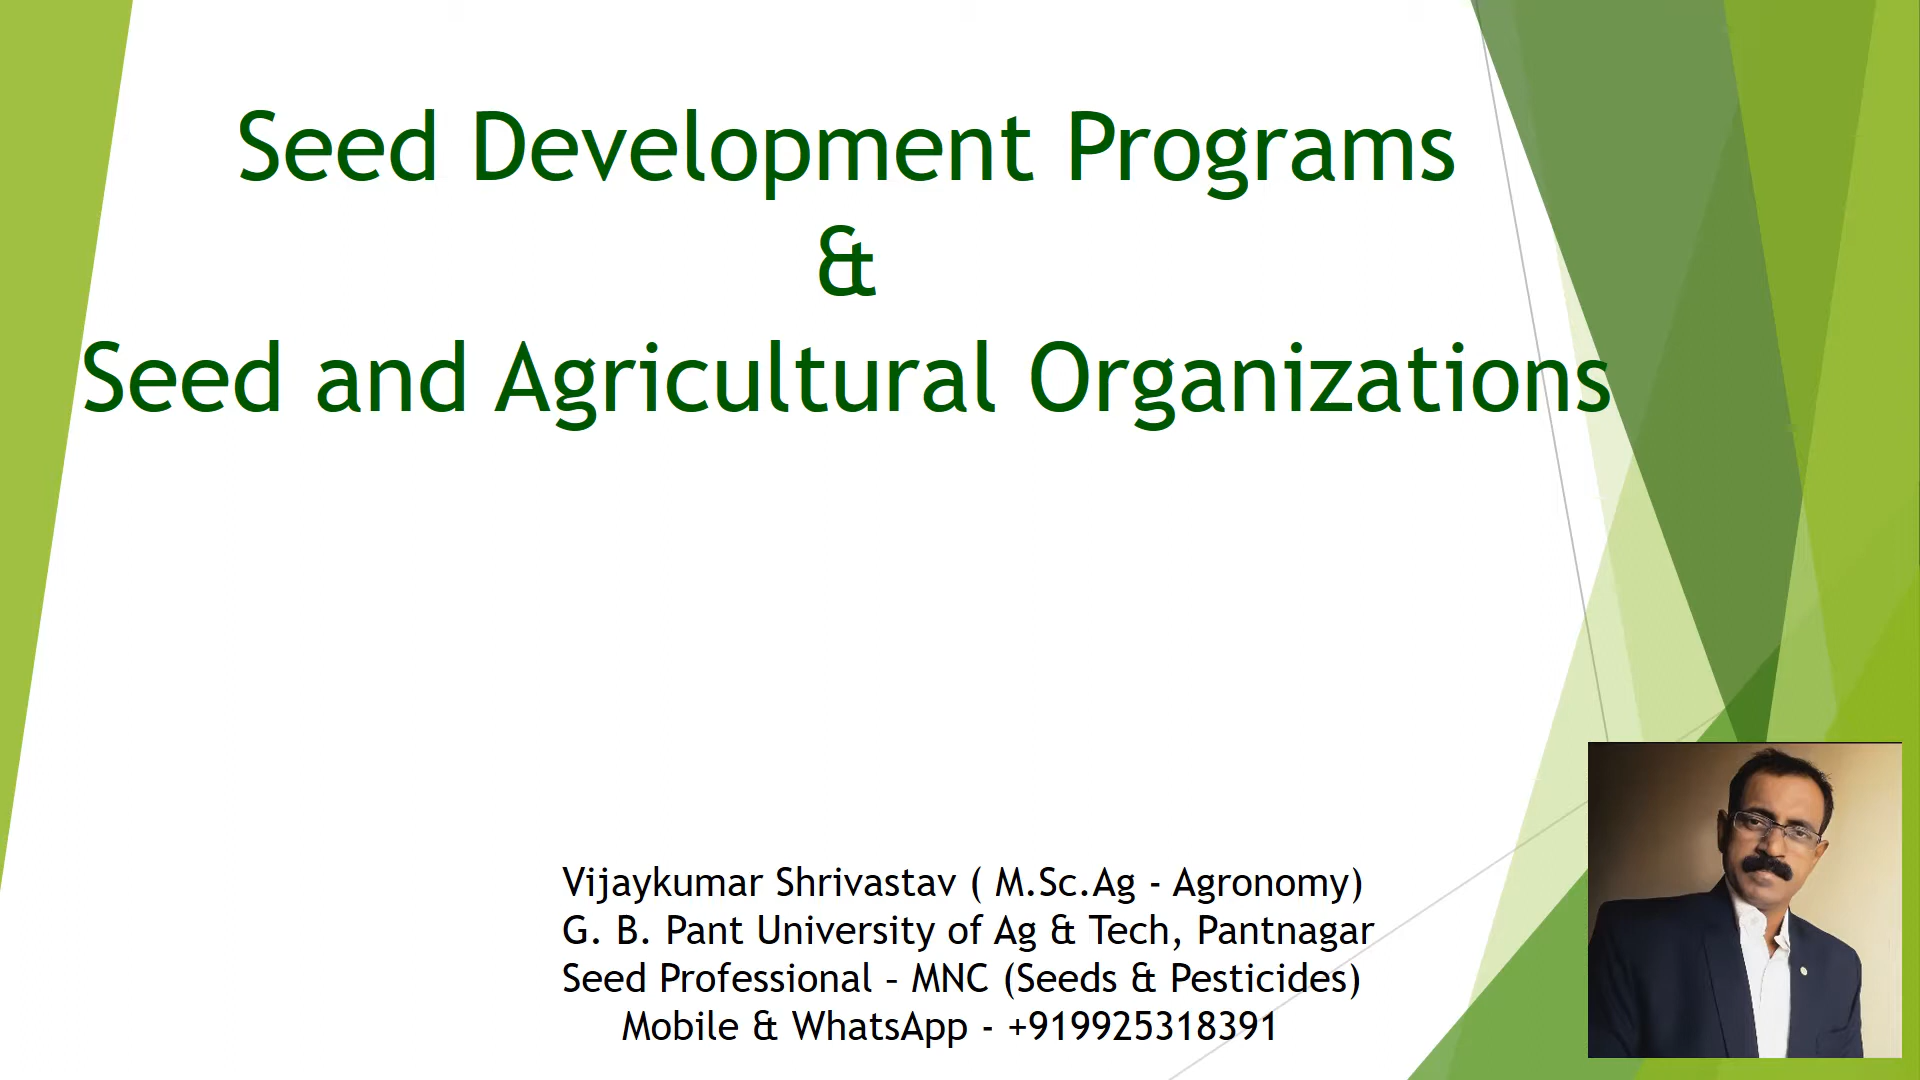 Seed Development Programs
&
Seed and Agricultural Organizations
Vijaykumar Shrivastav ( M.Sc.Ag - Agronomy)
G. B. Pant University of Ag & Tech, Pantnagar
Seed Professional – MNC (Seeds & Pesticides)
Mobile & WhatsApp - +919925318391